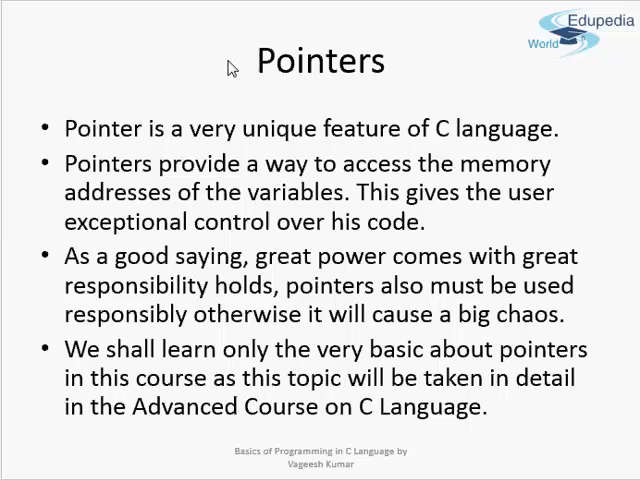 Edupedia
World
Pointers
• Pointer is a very unique feature of C language.
• Pointers provide a way to access the memory
addresses of the variables. This gives the user
exceptional control over his code.
• As a good saying, great power comes with great
responsibility holds, pointers also must be used
responsibly otherwise it will cause a big chaos.
• We shall learn only the very basic about pointers
in this course as this topic will be taken in detail
in the Advanced Course on C Language.
Basics of Programming in C Language by
Vageesh Kumar